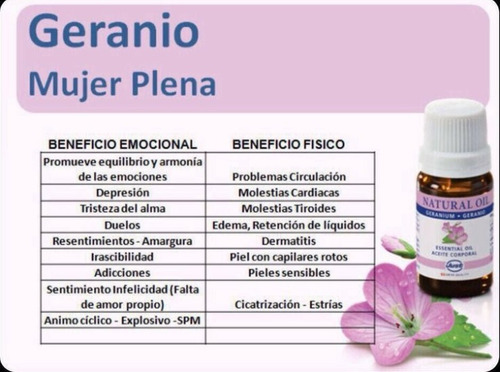 Geranio
Mujer Plena
BENEFICIO EMOCIONAL BENEFICIO FISICO
Promueve equilibrio y armonía
de las emociones Problemas Circulación
Depresión Molestias Cardiacas
Tristeza del alma Molestias Tiroides
Duelos Edema, Retención de líquidos
Resentimientos - Amargura Dermatitis
Irascibilidad Piel con capilares rotos
Adicciones Pieles sensibles
Sentimiento Infelicidad (Falta
de amor propio) Cicatrización - Estrías
Animo cíclico - Explosivo -SPM
NATURAL OIL
GERANIUM - GERANIO
ESSENTIAL OIL
ACEITE CORPORAL
Just